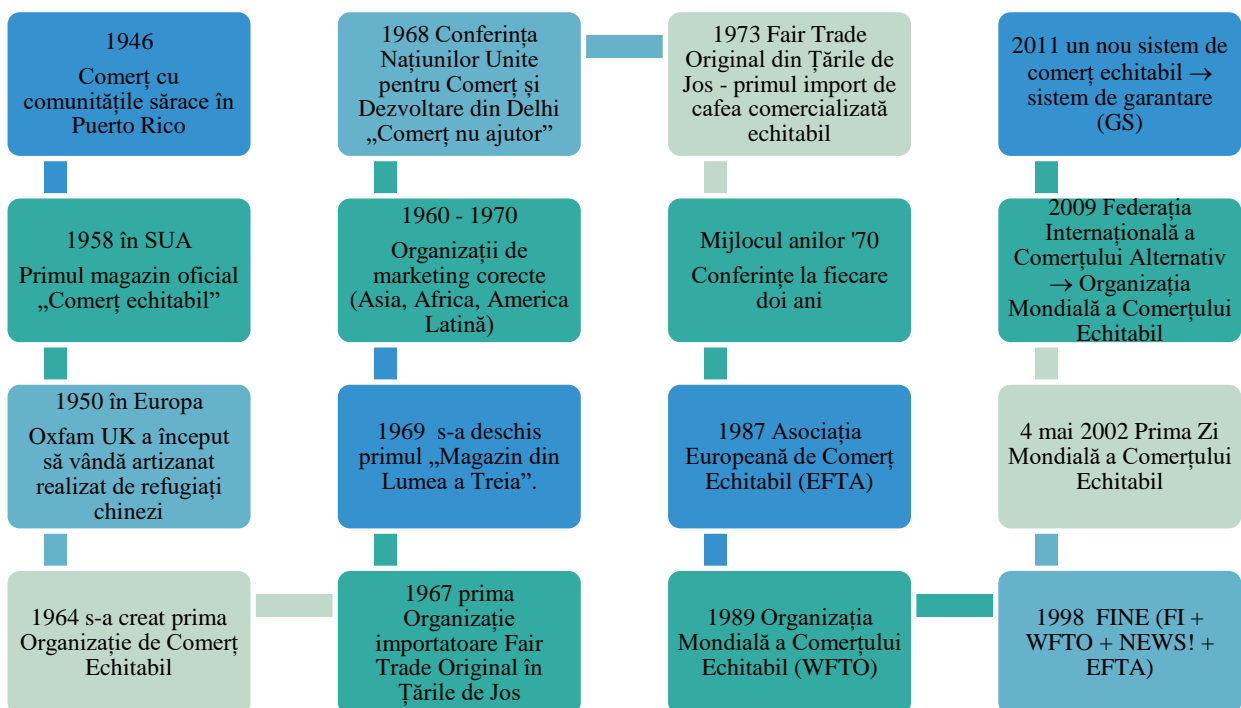 1946
Comerț cu
comunitățile sărace în
Puerto Rico
1958 în SUA
Primul magazin oficial
„Comerț echitabil”
1950 în Europa
Oxfam UK a început
să vândă artizanat
realizat de refugiați
chinezi
1964 s-a creat prima
Organizație de Comerț
Echitabil
1967 prima
Organizație
importatoare Fair
Trade Original în
Țările de Jos
1969 s-a deschis
primul „Magazin din
Lumea a Treia”.
1960 - 1970
Organizații de
marketing corecte
(Asia, Africa, America
Latină)
1968 Conferința
Națiunilor Unite
pentru Comerț și
Dezvoltare din Delhi
„Comerț nu ajutor”
1973 Fair Trade
Original din Țările de
Jos - primul import de
cafea comercializată
echitabil
Mijlocul anilor '70
Conferințe la fiecare
doi ani
1987 Asociația
Europeană de Comerț
Echitabil (EFTA)
1989 Organizația
Mondială a Comerțului
Echitabil (WFTO)
1998 FINE (FI +
WFTO + NEWS! +
EFTA)
4 mai 2002 Prima Zi
Mondială a Comerțului
Echitabil
2009 Federația
Internațională a
Comerțului Alternativ
→ Organizația
Mondială a Comerțului
Echitabil
2011 un nou sistem de
comerț echitabil →
sistem de garantare
(GS)